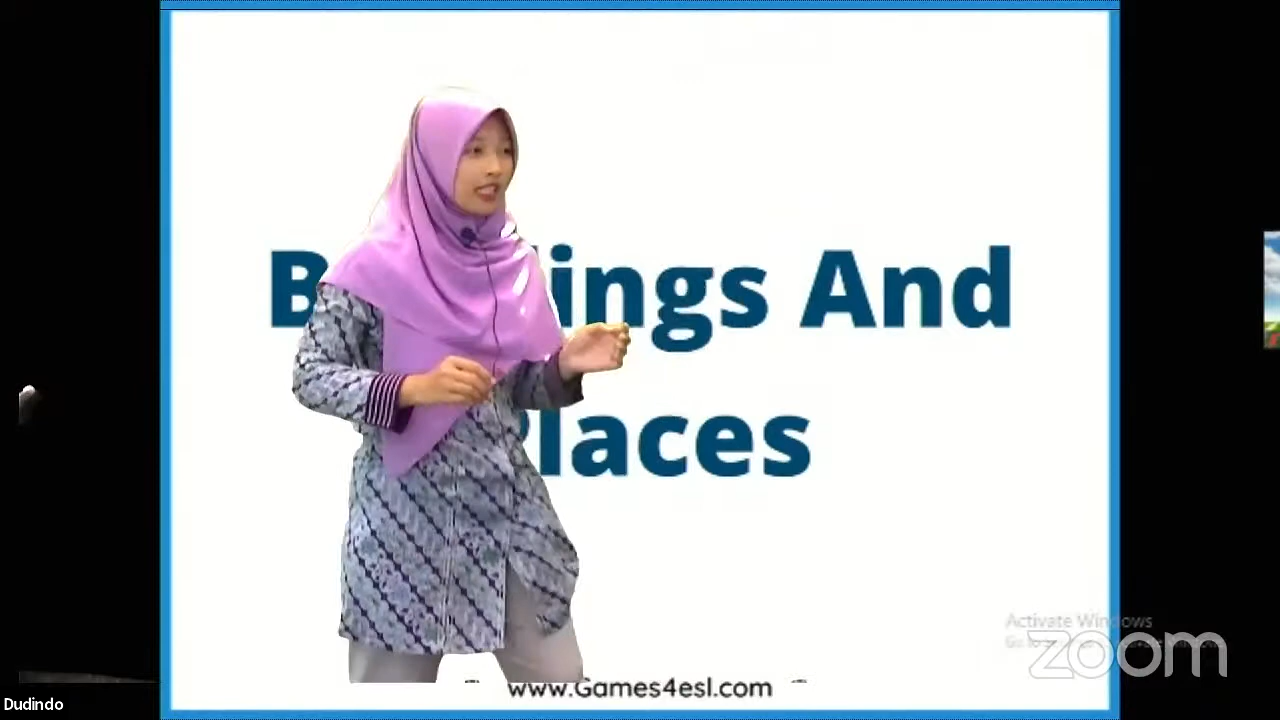 B ings And
laces
Activate Windows
zoom
www.Games4esl.com
Dudindo